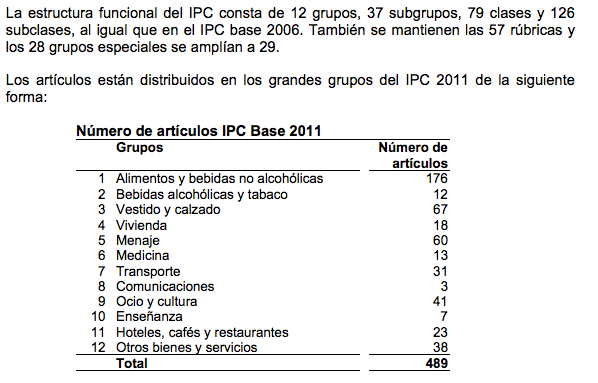 La estructura funcional del IPC consta de 12 grupos, 37 subgrupos, 79 clases y 126
subclases, al igual que en el IPC base 2006. También se mantienen las 57 rúbricas y
los 28 grupos especiales se amplían a 29.
Los artículos están distribuidos en los grandes grupos del IPC 2011 de la siguiente
forma:
Número de artículos IPC Base 2011
Grupos Número de
artículos
1 Alimentos y bebidas no alcohólicas 176
2 Bebidas alcohólicas y tabaco 12
3 Vestido y calzado 67
4 Vivienda 18
5 Menaje 60
6 Medicina 13
7 Transporte 31
8 Comunicaciones 3
9 Ocio y cultura 41
10 Enseñanza 7
11 Hoteles, cafés y restaurantes 23
12 Otros bienes y servicios 38
Total 489